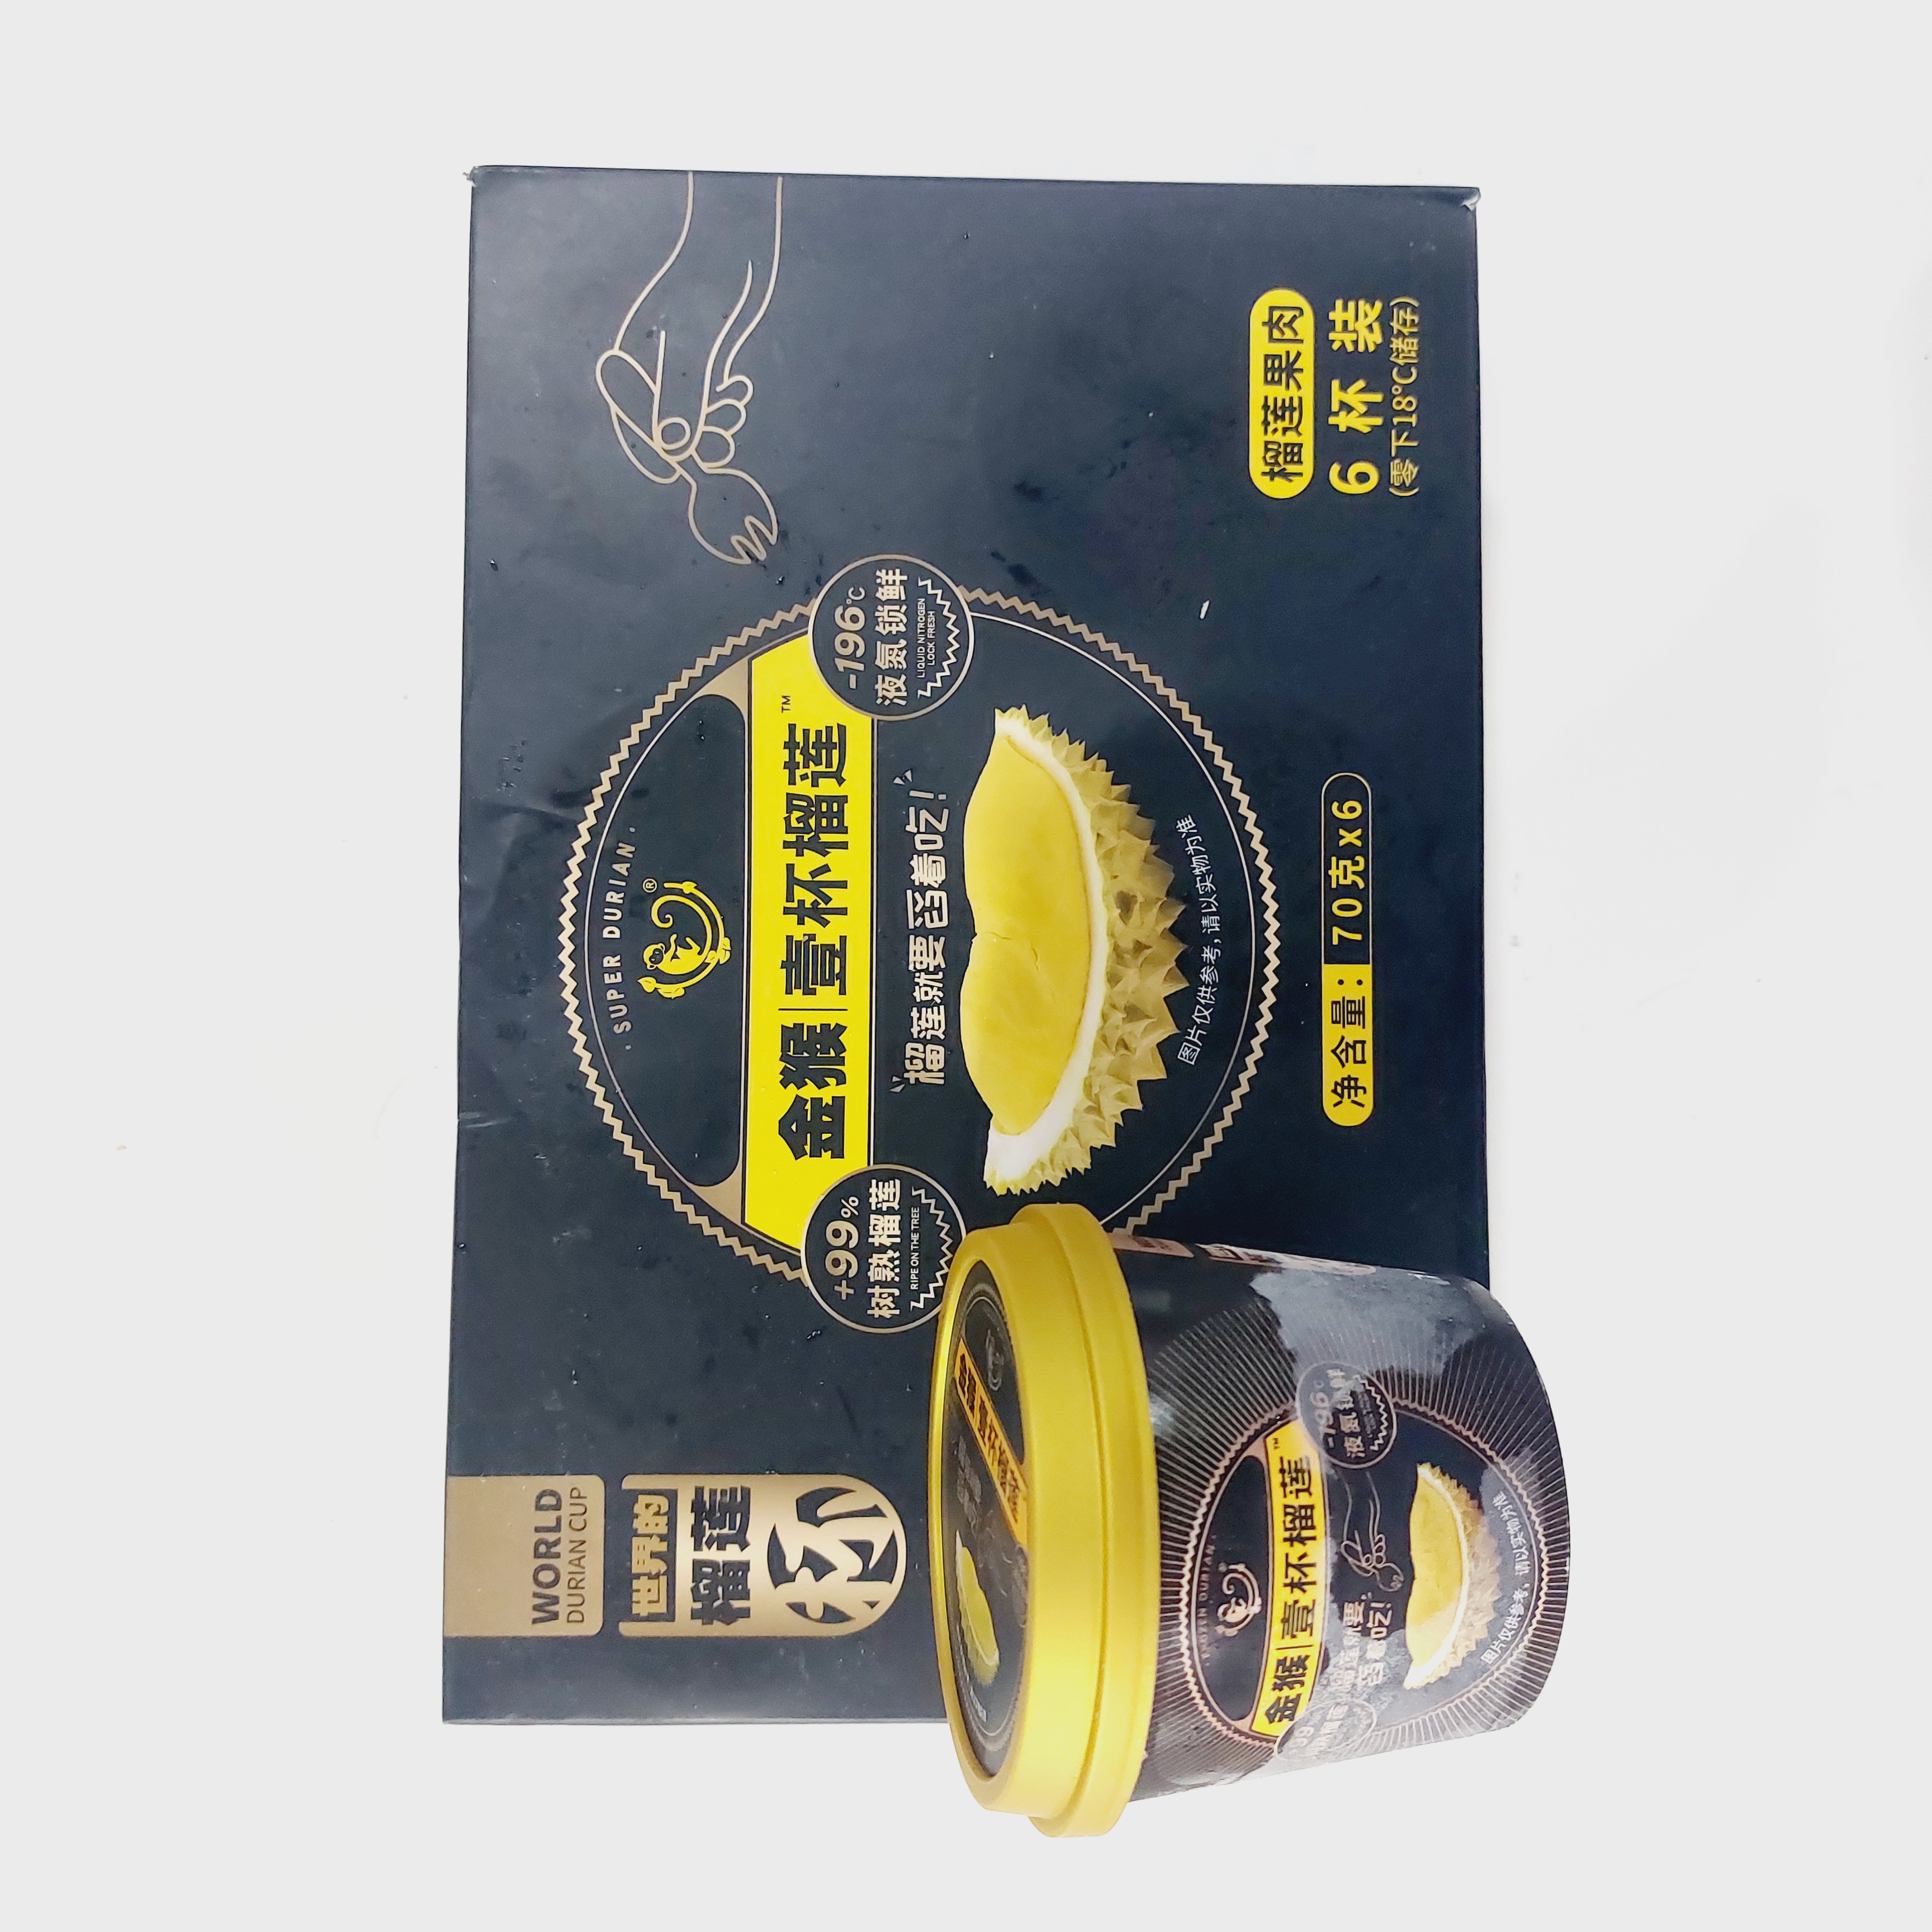 WORLD
DURIAN CUP
世界的
榴莲
杯
SUPER DURIAN
®
金猴|壹杯榴莲™
+99%
树熟榴莲
RIPE ON THE TREE
-196℃
液氮锁鲜
LIQUID NITROGEN
LOCK FRESH
榴莲就要舀着吃!
图片仅供参考,请以实物为准
净含量: 70克x6
榴莲果肉
6 杯 装
(零下18℃储存)
FROZEN DURIAN
金猴|壹杯榴莲™
榴莲就要
舀着吃!
-196℃
液氮锁鲜
图片仅供参考, 请以实物为准